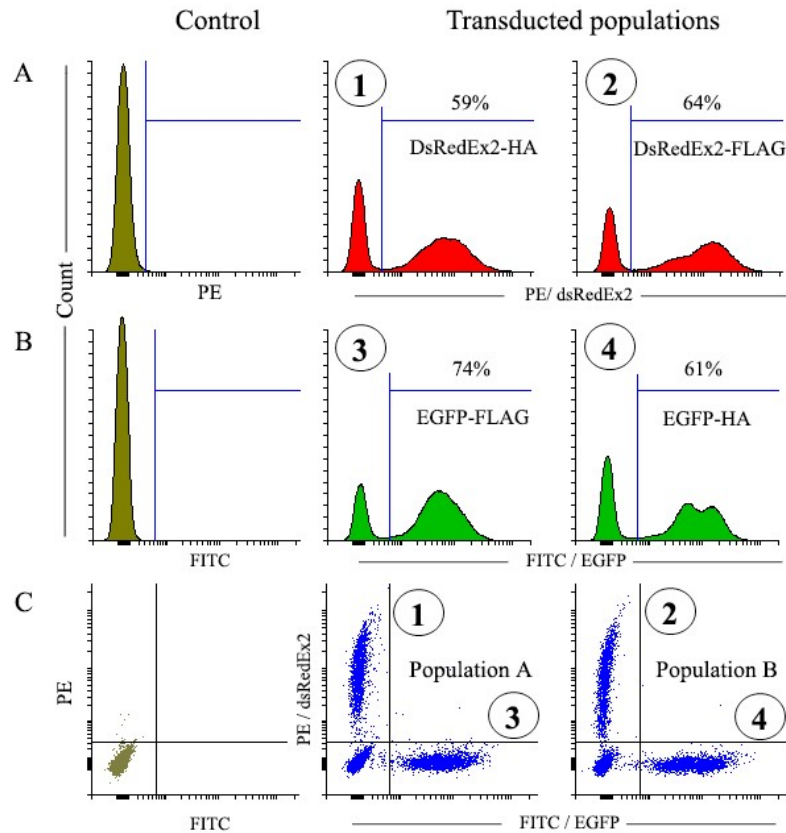 Control
Transducted populations
A
1
59%
DsRedEx2-HA
2
64%
DsRedEx2-FLAG
Count
PE
PE/ dsRedEx2
B
3
74%
EGFP-FLAG
4
61%
EGFP-HA
FITC
FITC / EGFP
C
PE
PE / dsRedEx2
1
Population A
3
2
Population B
4
FITC
FITC / EGFP